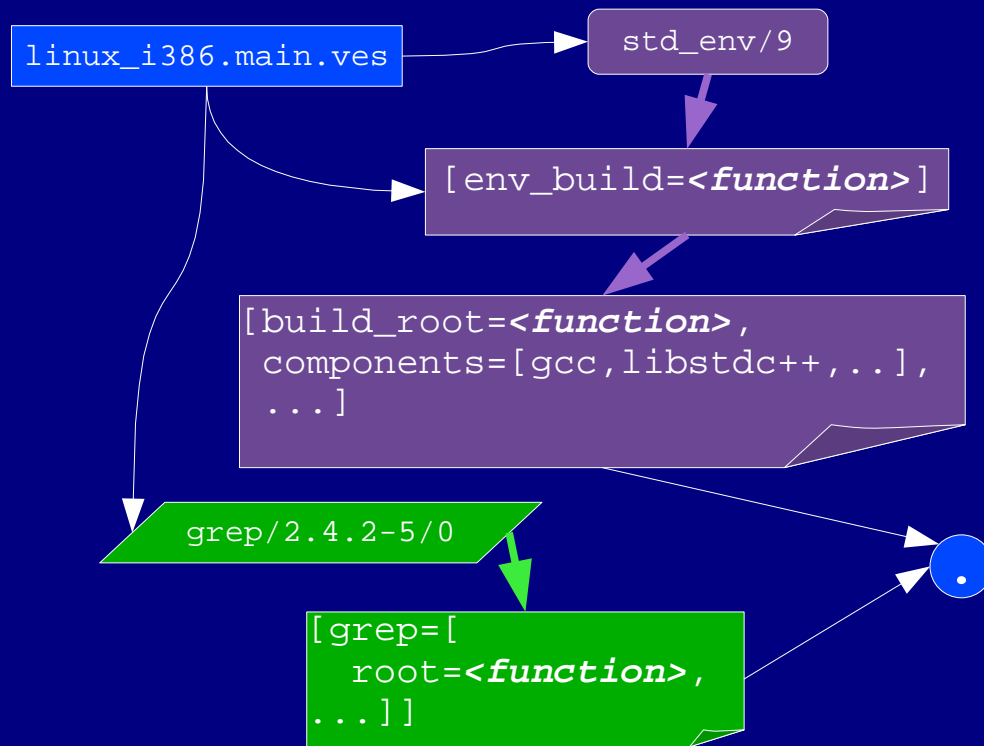 linux_i386.main.ves
std_env/9
[env_build=<function>]
[build_root=<function>,
components=[gcc,libstdc++,..],
...]
grep/2.4.2-5/0
.
[grep=[
root=<function>,
...]]